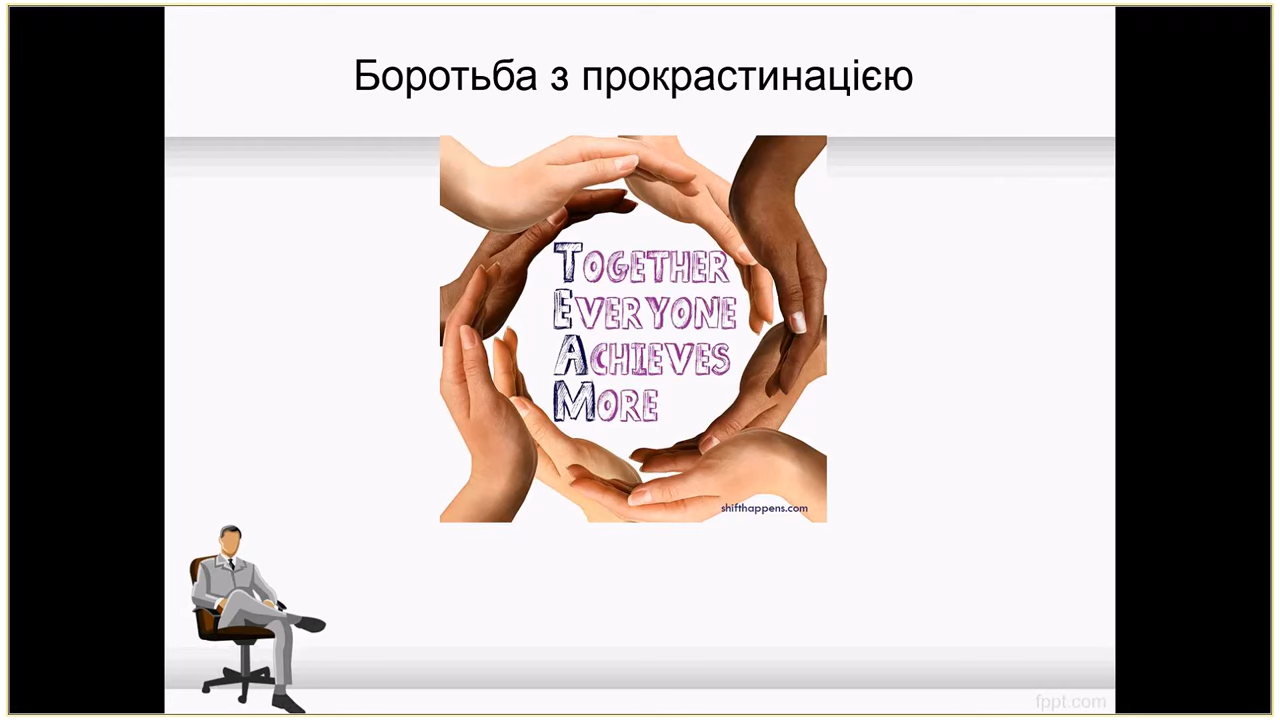 Боротьба з прокрастинацією
TOGETHER
EVERYONE
ACHIEVES
MORE
shifthappens.com
fppt.com